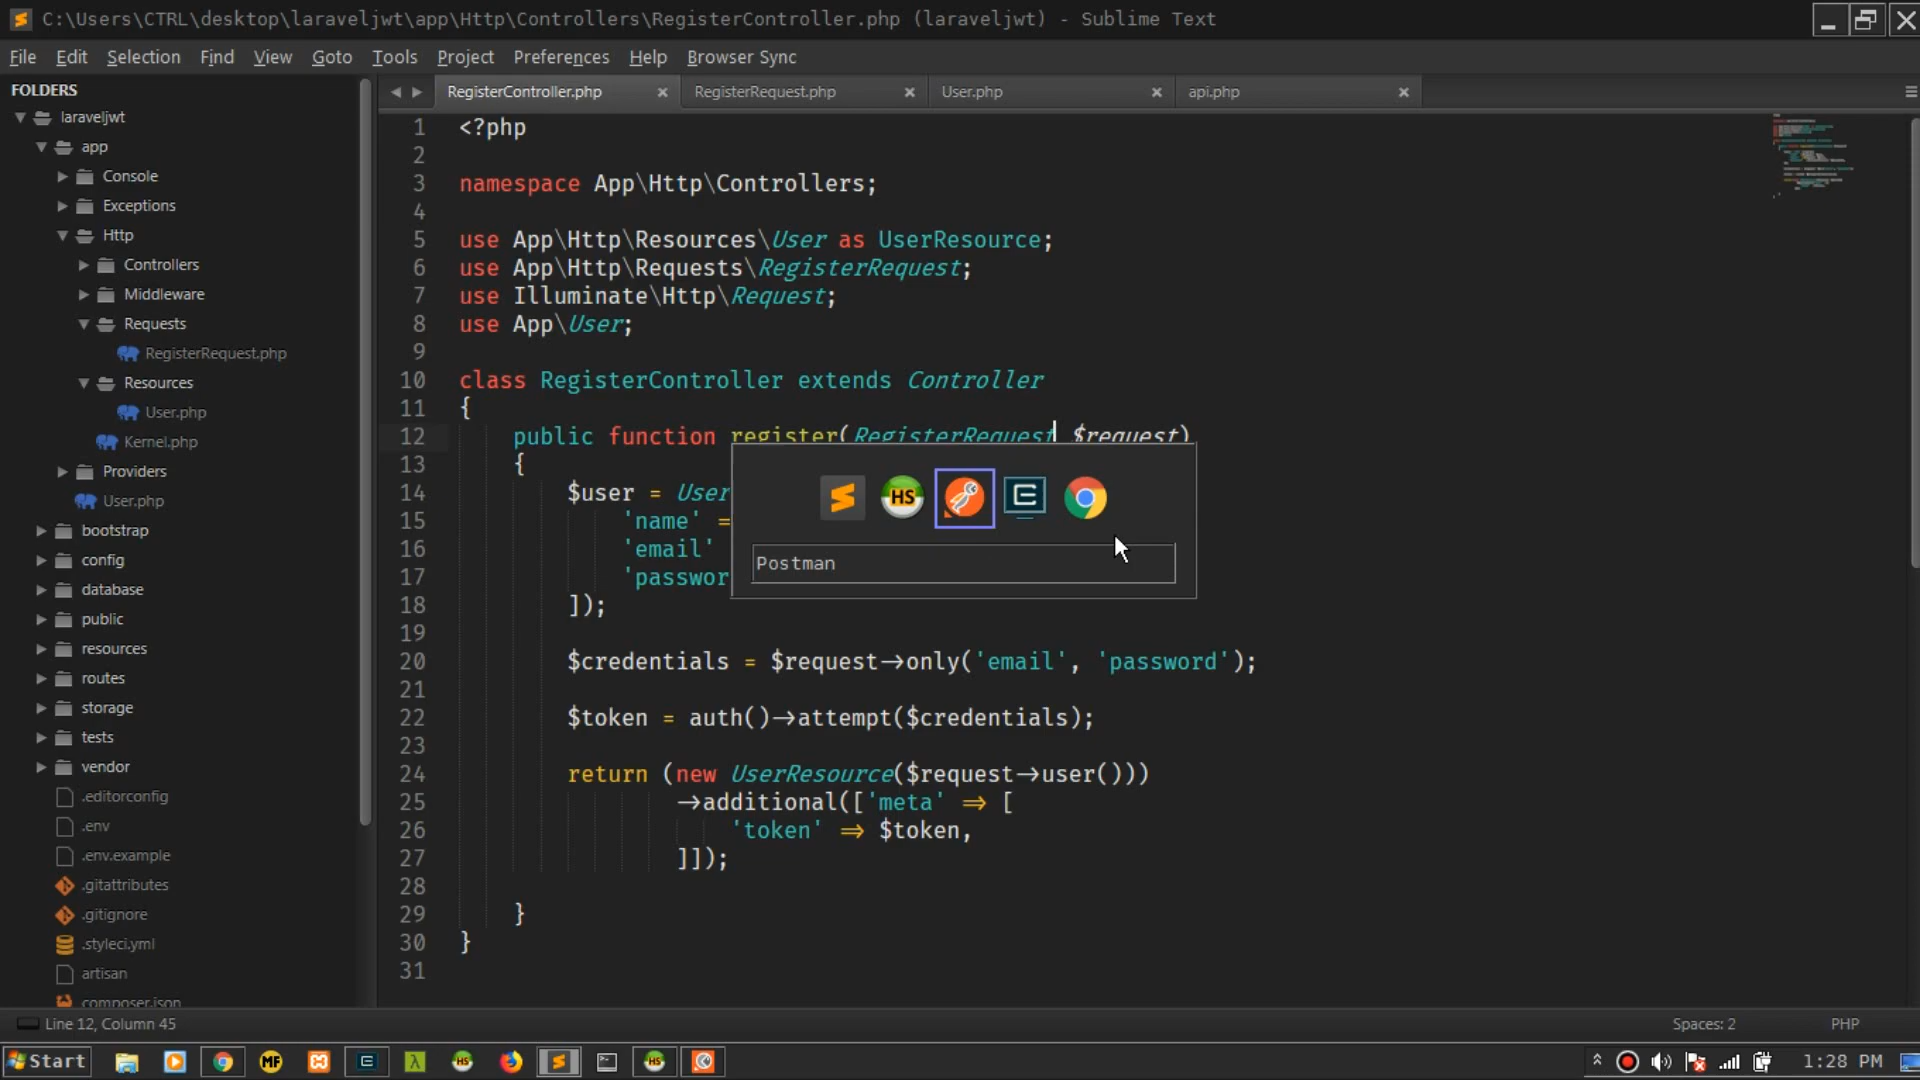 C:\Users\CTRL\desktop\laraveljwt\app\Http\Controllers\RegisterController.php (laraveljwt) - Sublime Text
File Edit Selection Find View Goto Tools Project Preferences Help Browser Sync
FOLDERS
laraveljwt
app
Console
Exceptions
Http
Controllers
Middleware
Requests
RegisterRequest.php
Resources
User.php
Kernel.php
Providers
User.php
bootstrap
config
database
public
resources
routes
storage
tests
vendor
.editorconfig
.env
.env.example
.gitattributes
.gitignore
.styleci.yml
artisan
composer.json
RegisterController.php RegisterRequest.php User.php api.php
1 <?php
2
3 namespace App\Http\Controllers;
4
5 use App\Http\Resources\User as UserResource;
6 use App\Http\Requests\RegisterRequest;
7 use Illuminate\Http\Request;
8 use App\User;
9
10 class RegisterController extends Controller
11 {
12 public function register(RegisterRequest $request)
13 {
14 $user = User
15 'name' =
16 'email'
17 'passwor
18 ]);
19
20 $credentials = $request→only('email', 'password');
21
22 $token = auth()→attempt($credentials);
23
24 return (new UserResource($request→user()))
25 →additional(['meta' ⇒ [
26 'token' ⇒ $token,
27 ]]);
28
29 }
30 }
31
HS
Postman
Line 12, Column 45 Spaces: 2 PHP
Start MF HS HS 1:28 PM